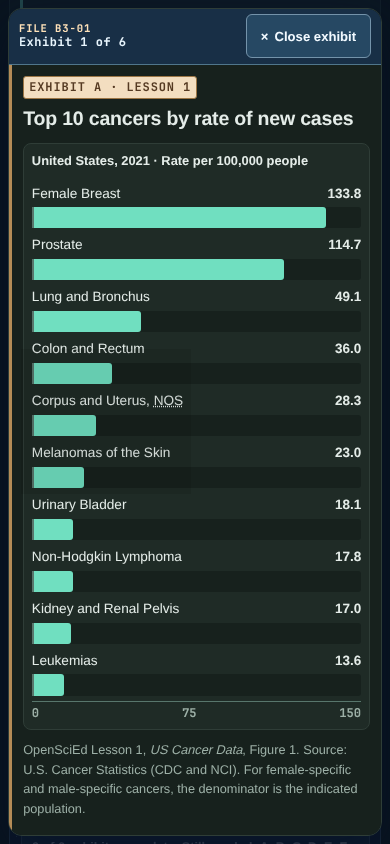 FILE B3-01
Exhibit 1 of 6
× Close exhibit
EXHIBIT A · LESSON 1
Top 10 cancers by rate of new cases
United States, 2021 · Rate per 100,000 people
Female Breast 133.8
Prostate 114.7
Lung and Bronchus 49.1
Colon and Rectum 36.0
Corpus and Uterus, NOS 28.3
Melanomas of the Skin 23.0
Urinary Bladder 18.1
Non-Hodgkin Lymphoma 17.8
Kidney and Renal Pelvis 17.0
Leukemias 13.6
0 75 150
OpenSciEd Lesson 1, US Cancer Data, Figure 1. Source:
U.S. Cancer Statistics (CDC and NCI). For female-specific
and male-specific cancers, the denominator is the indicated
population.